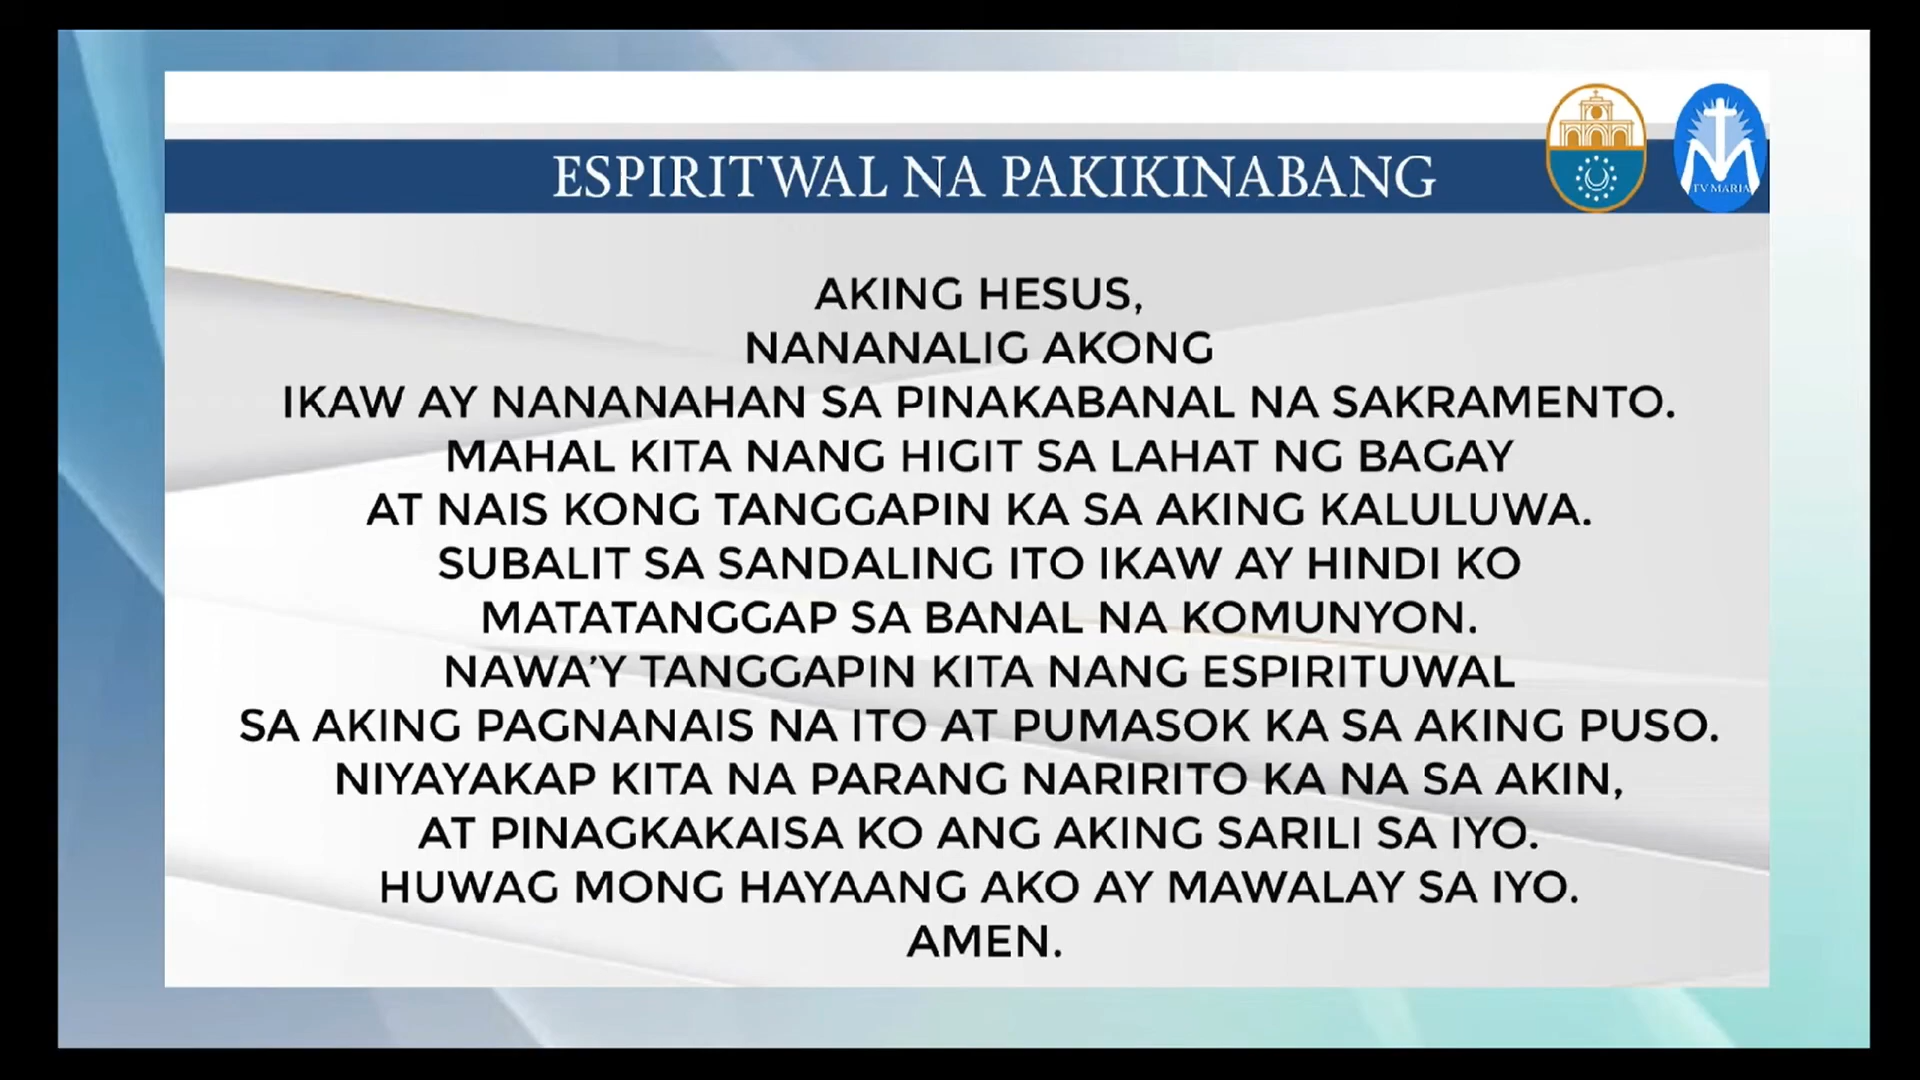 ESPIRITWAL NA PAKIKINABANG
TV MARIA
AKING HESUS,
NANANALIG AKONG
IKAW AY NANANAHAN SA PINAKABANAL NA SAKRAMENTO.
MAHAL KITA NANG HIGIT SA LAHAT NG BAGAY
AT NAIS KONG TANGGAPIN KA SA AKING KALULUWA.
SUBALIT SA SANDALING ITO IKAW AY HINDI KO
MATATANGGAP SA BANAL NA KOMUNYON.
NAWA’Y TANGGAPIN KITA NANG ESPIRITUWAL
SA AKING PAGNANAIS NA ITO AT PUMASOK KA SA AKING PUSO.
NIYAYAKAP KITA NA PARANG NARIRITO KA NA SA AKIN,
AT PINAGKAKAISA KO ANG AKING SARILI SA IYO.
HUWAG MONG HAYAANG AKO AY MAWALAY SA IYO.
AMEN.